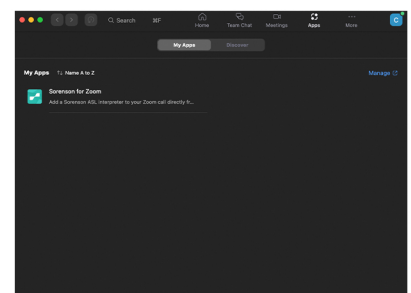 Search ⌘F
Home
Team Chat
Meetings
Apps
More
C
My Apps
Discover
My Apps
↑↓ Name A to Z
Manage
Sorenson for Zoom
Add a Sorenson ASL interpreter to your Zoom call directly fr...